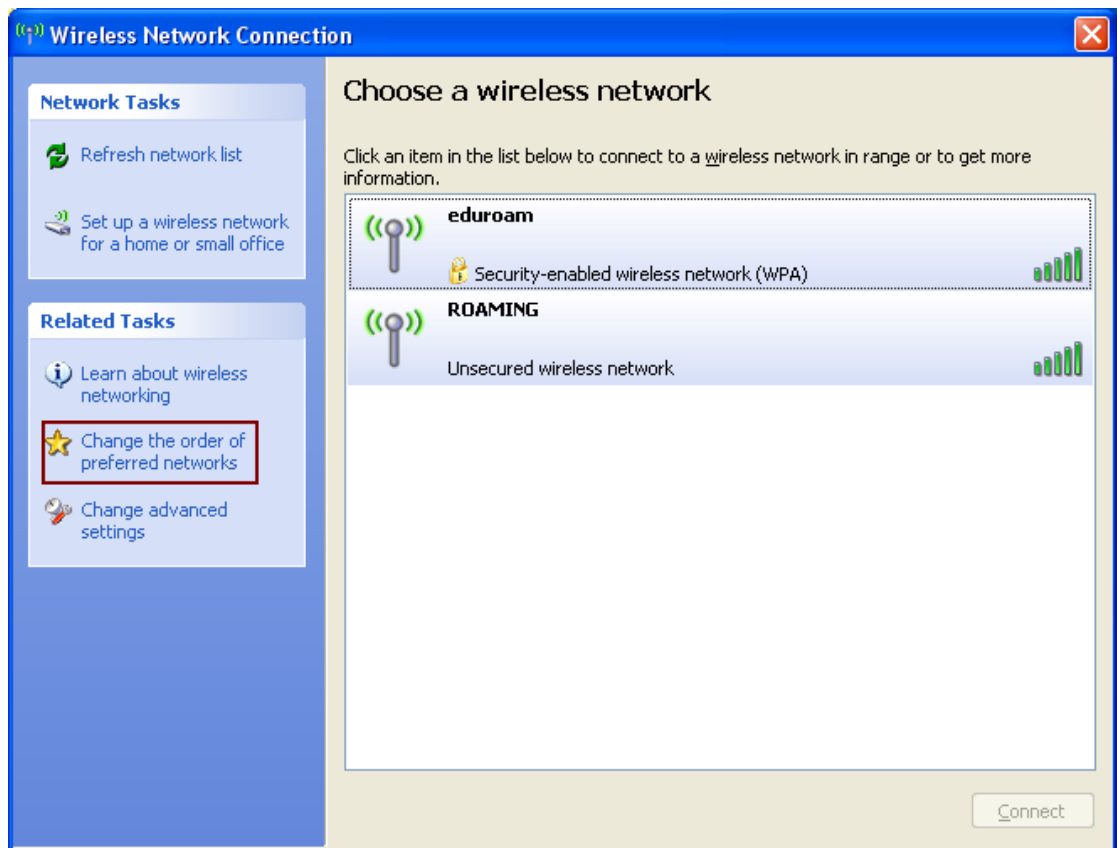 Wireless Network Connection
Network Tasks
Refresh network list
Set up a wireless network
for a home or small office
Related Tasks
Learn about wireless
networking
Change the order of
preferred networks
Change advanced
settings
Choose a wireless network
Click an item in the list below to connect to a wireless network in range or to get more
information.
eduroam
Security-enabled wireless network (WPA)
ROAMING
Unsecured wireless network
Connect